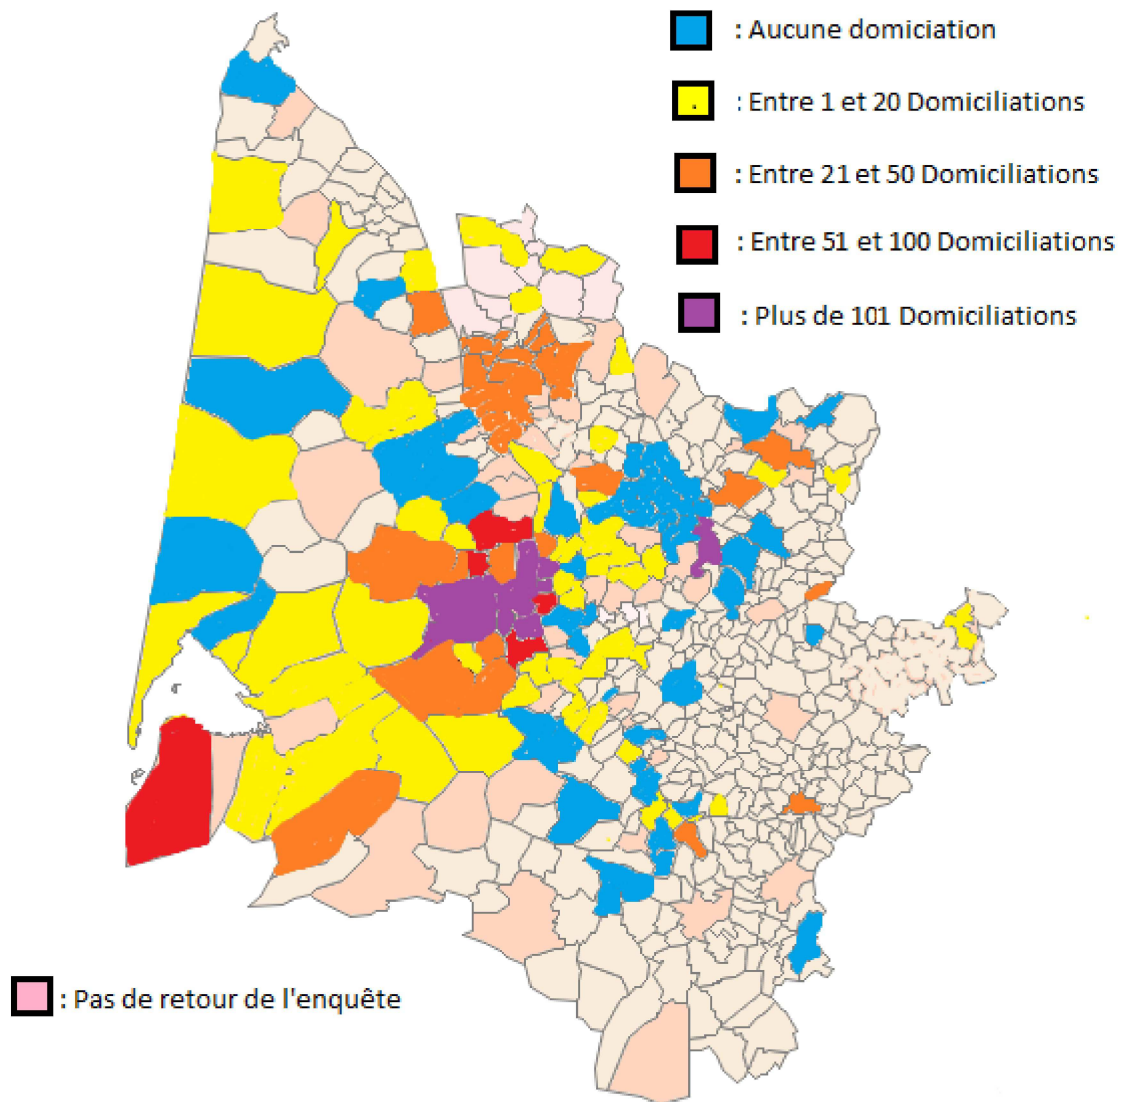 : Aucune domiciation
: Entre 1 et 20 Domiciliations
: Entre 21 et 50 Domiciliations
: Entre 51 et 100 Domiciliations
: Plus de 101 Domiciliations
: Pas de retour de l'enquête